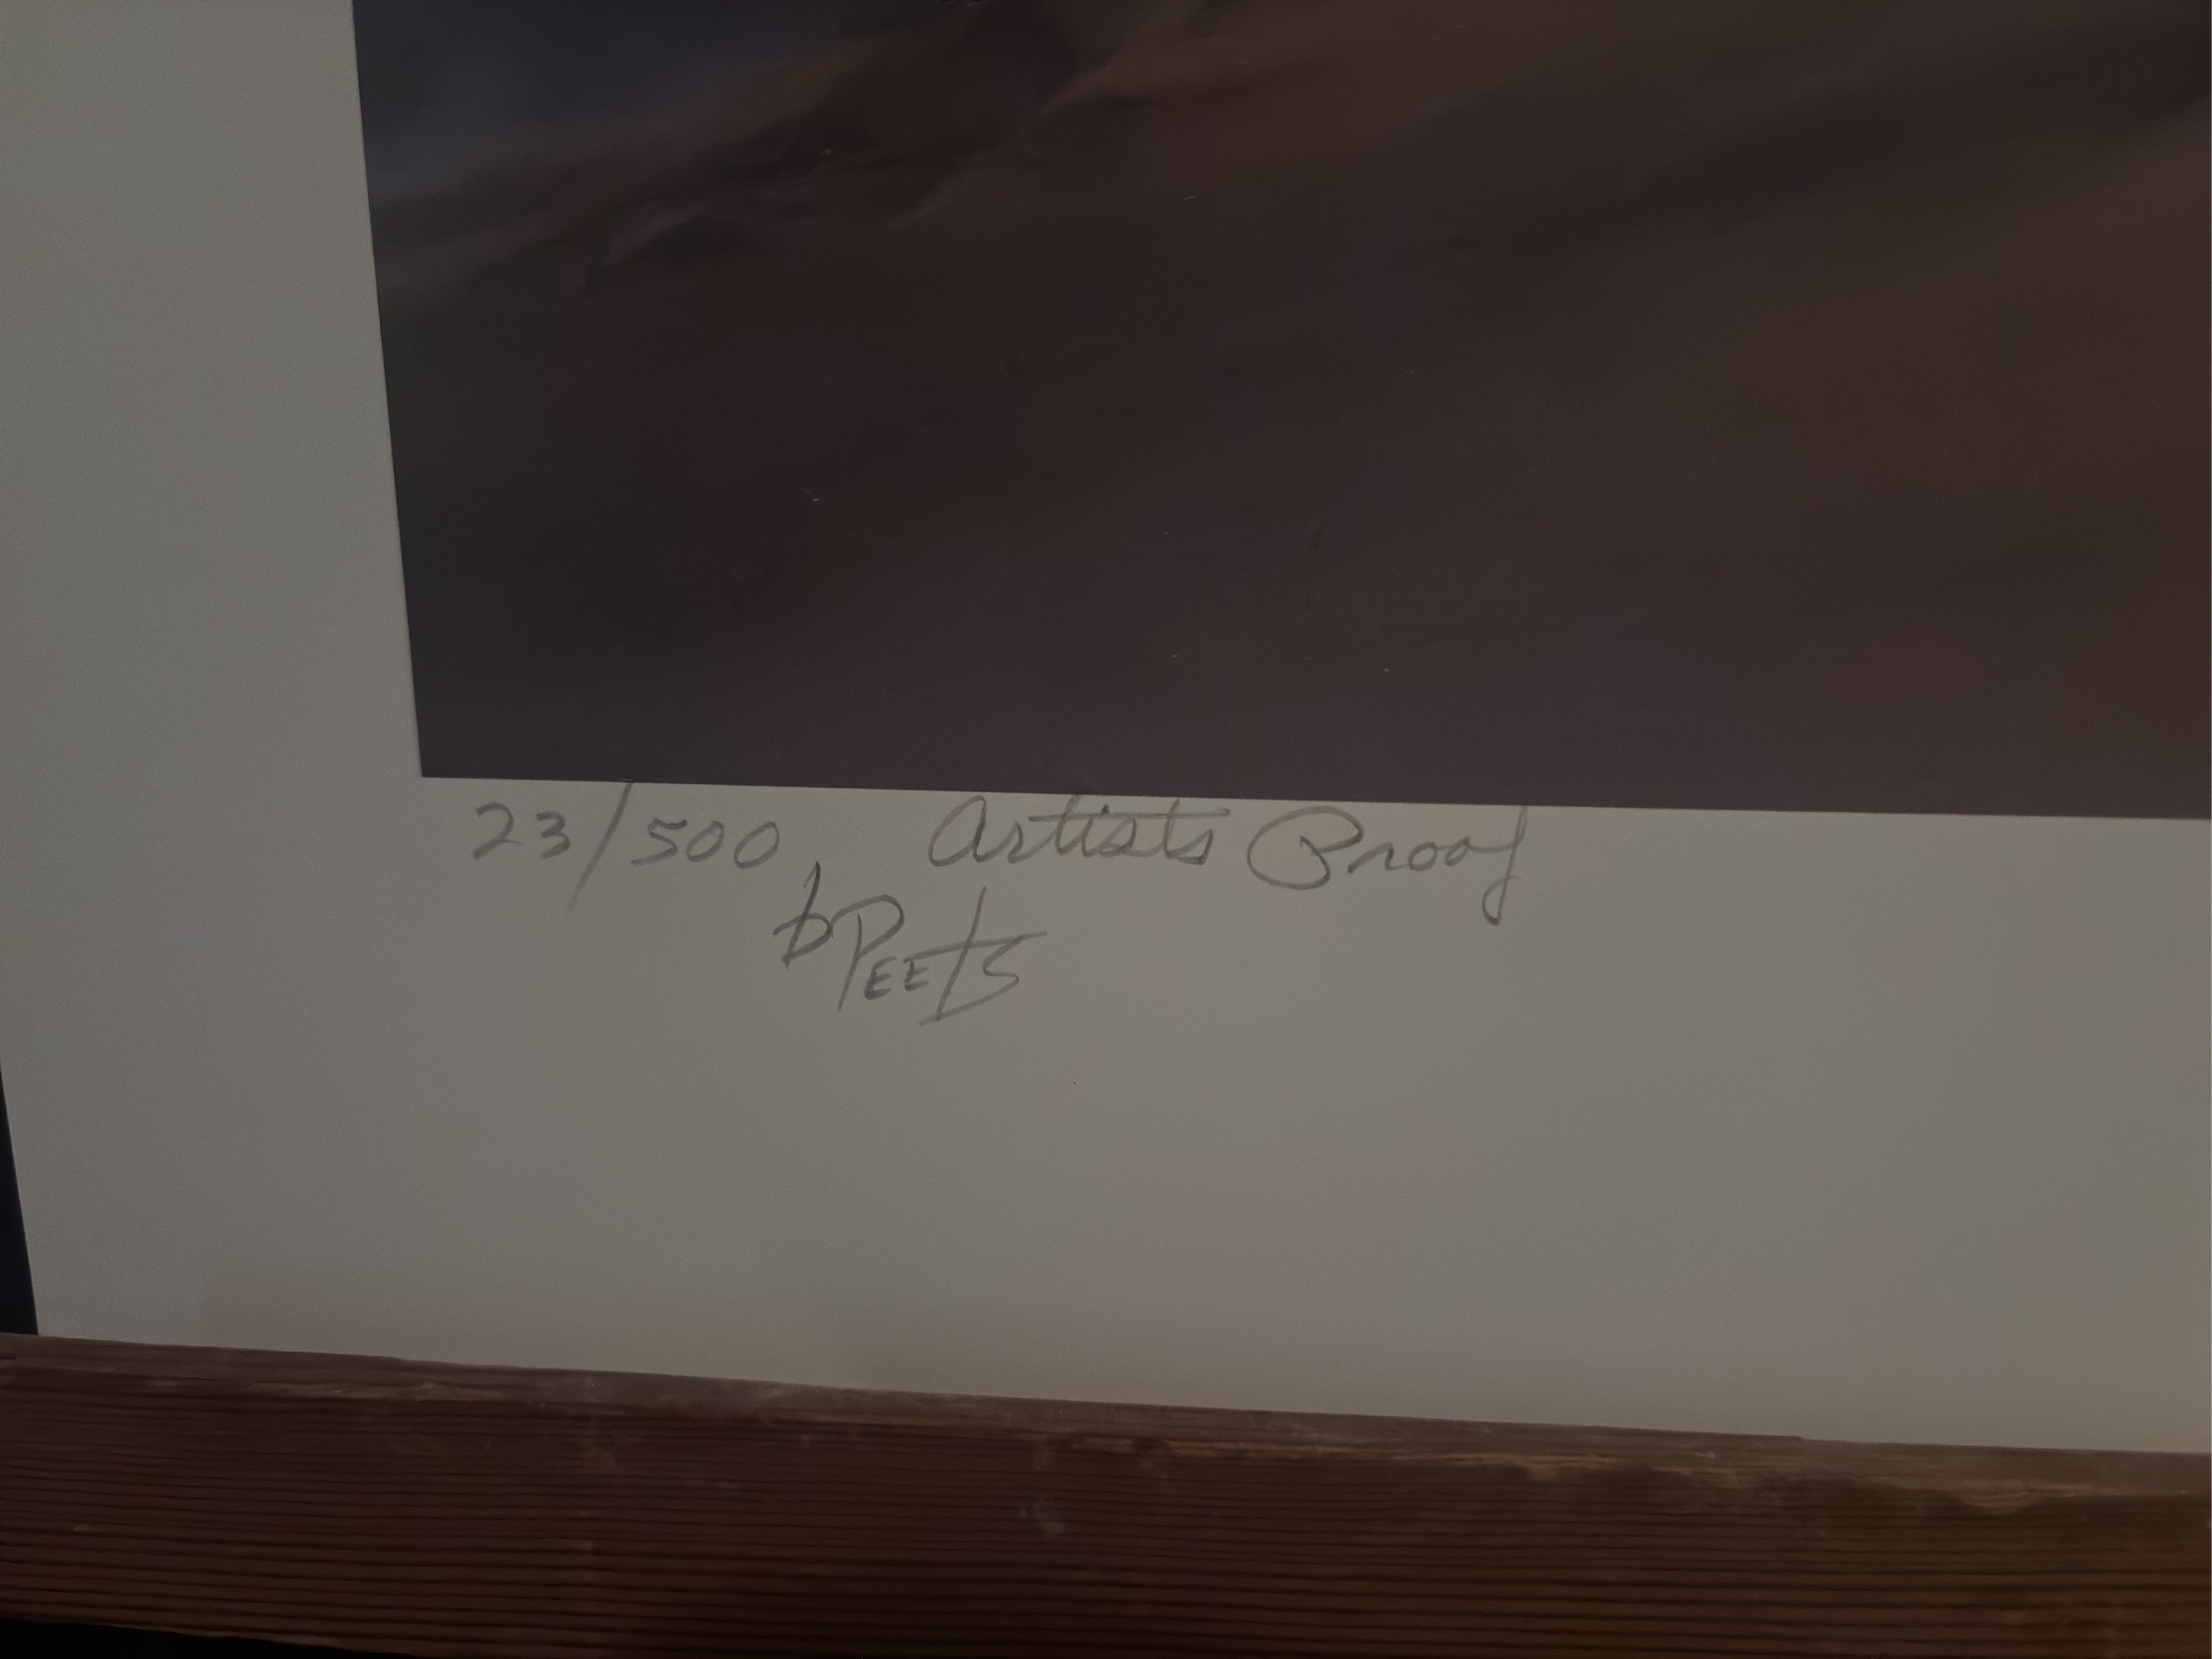 23/500, Artists Proof
b PEEts